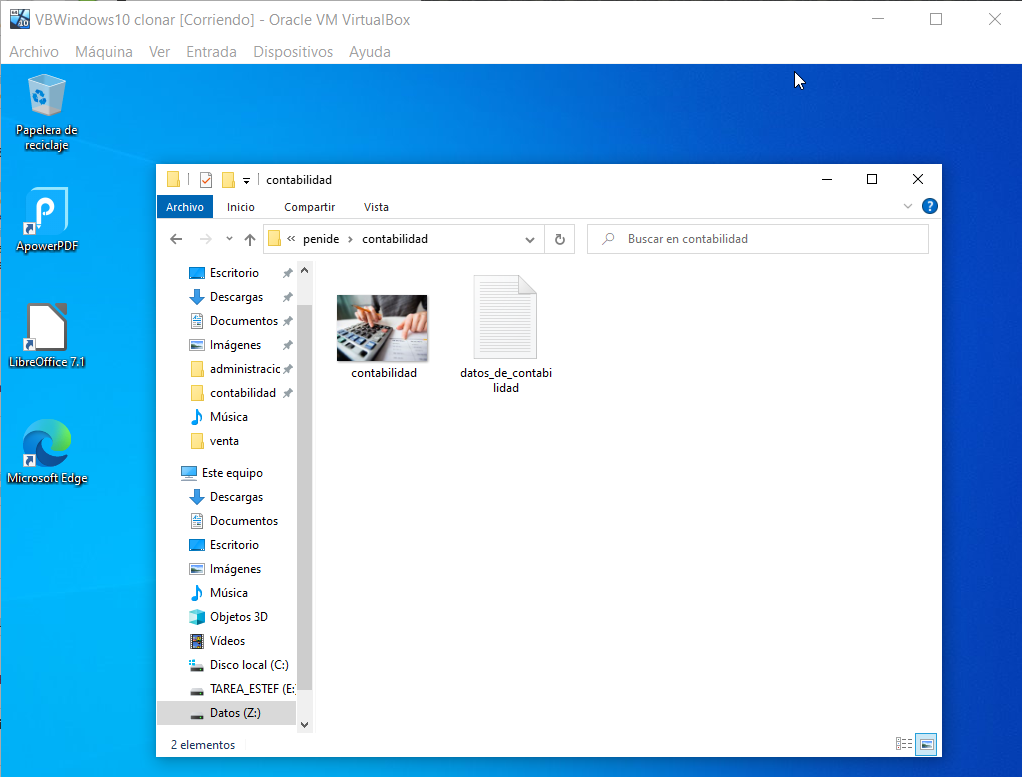 VBWindows10 clonar [Corriendo] - Oracle VM VirtualBox
Archivo Máquina Ver Entrada Dispositivos Ayuda
Papelera de
reciclaje
ApowerPDF
LibreOffice 7.1
Microsoft Edge
contabilidad
Archivo Inicio Compartir Vista
« penide › contabilidad
Buscar en contabilidad
Escritorio
Descargas
Documentos
Imágenes
administracic
contabilidad
Música
venta
Este equipo
Descargas
Documentos
Escritorio
Imágenes
Música
Objetos 3D
Vídeos
Disco local (C:)
TAREA_ESTEF (E:
Datos (Z:)
contabilidad
datos_de_contabi
lidad
2 elementos